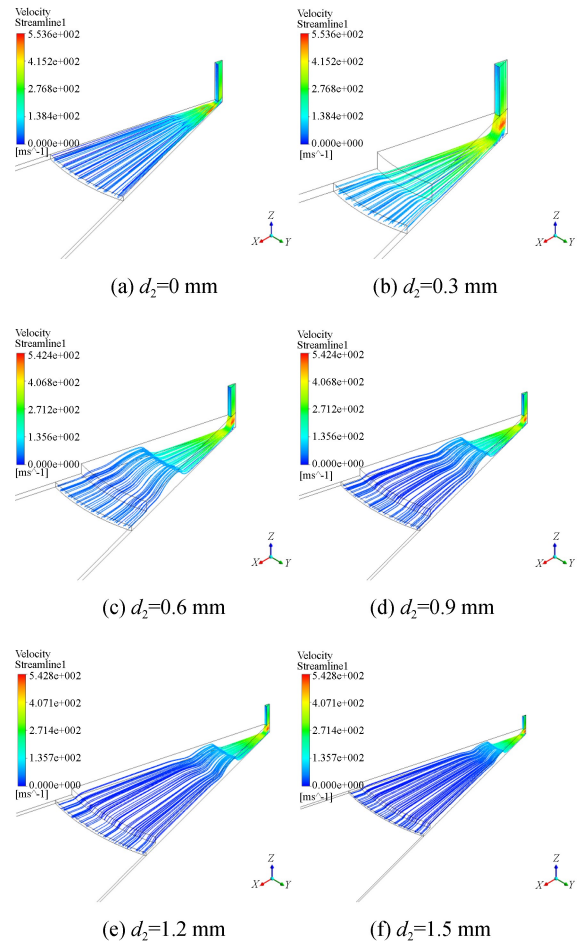 Velocity
Streamline1
5.536e+002
4.152e+002
2.768e+002
1.384e+002
0.000e+000
[ms^-1]
Z
X
Y
(a) d2=0 mm
Velocity
Streamline1
5.536e+002
4.152e+002
2.768e+002
1.384e+002
0.000e+002
[ms^-1]
Z
X
Y
(b) d2=0.3 mm
Velocity
Streamline1
5.424e+002
4.068e+002
2.712e+002
1.356e+002
0.000e+000
[ms^-1]
Z
X
Y
(c) d2=0.6 mm
Velocity
Streamline1
5.424e+002
4.068e+002
2.712e+002
1.356e+002
0.000e+000
[ms^-1]
Z
X
Y
(d) d2=0.9 mm
Velocity
Streamline1
5.428e+002
4.071e+002
2.714e+002
1.357e+002
0.000e+000
[ms^-1]
Z
X
Y
(e) d2=1.2 mm
Velocity
Streamline1
5.428e+002
4.071e+002
2.714e+002
1.357e+002
0.000e+000
[ms^-1]
Z
X
Y
(f) d2=1.5 mm